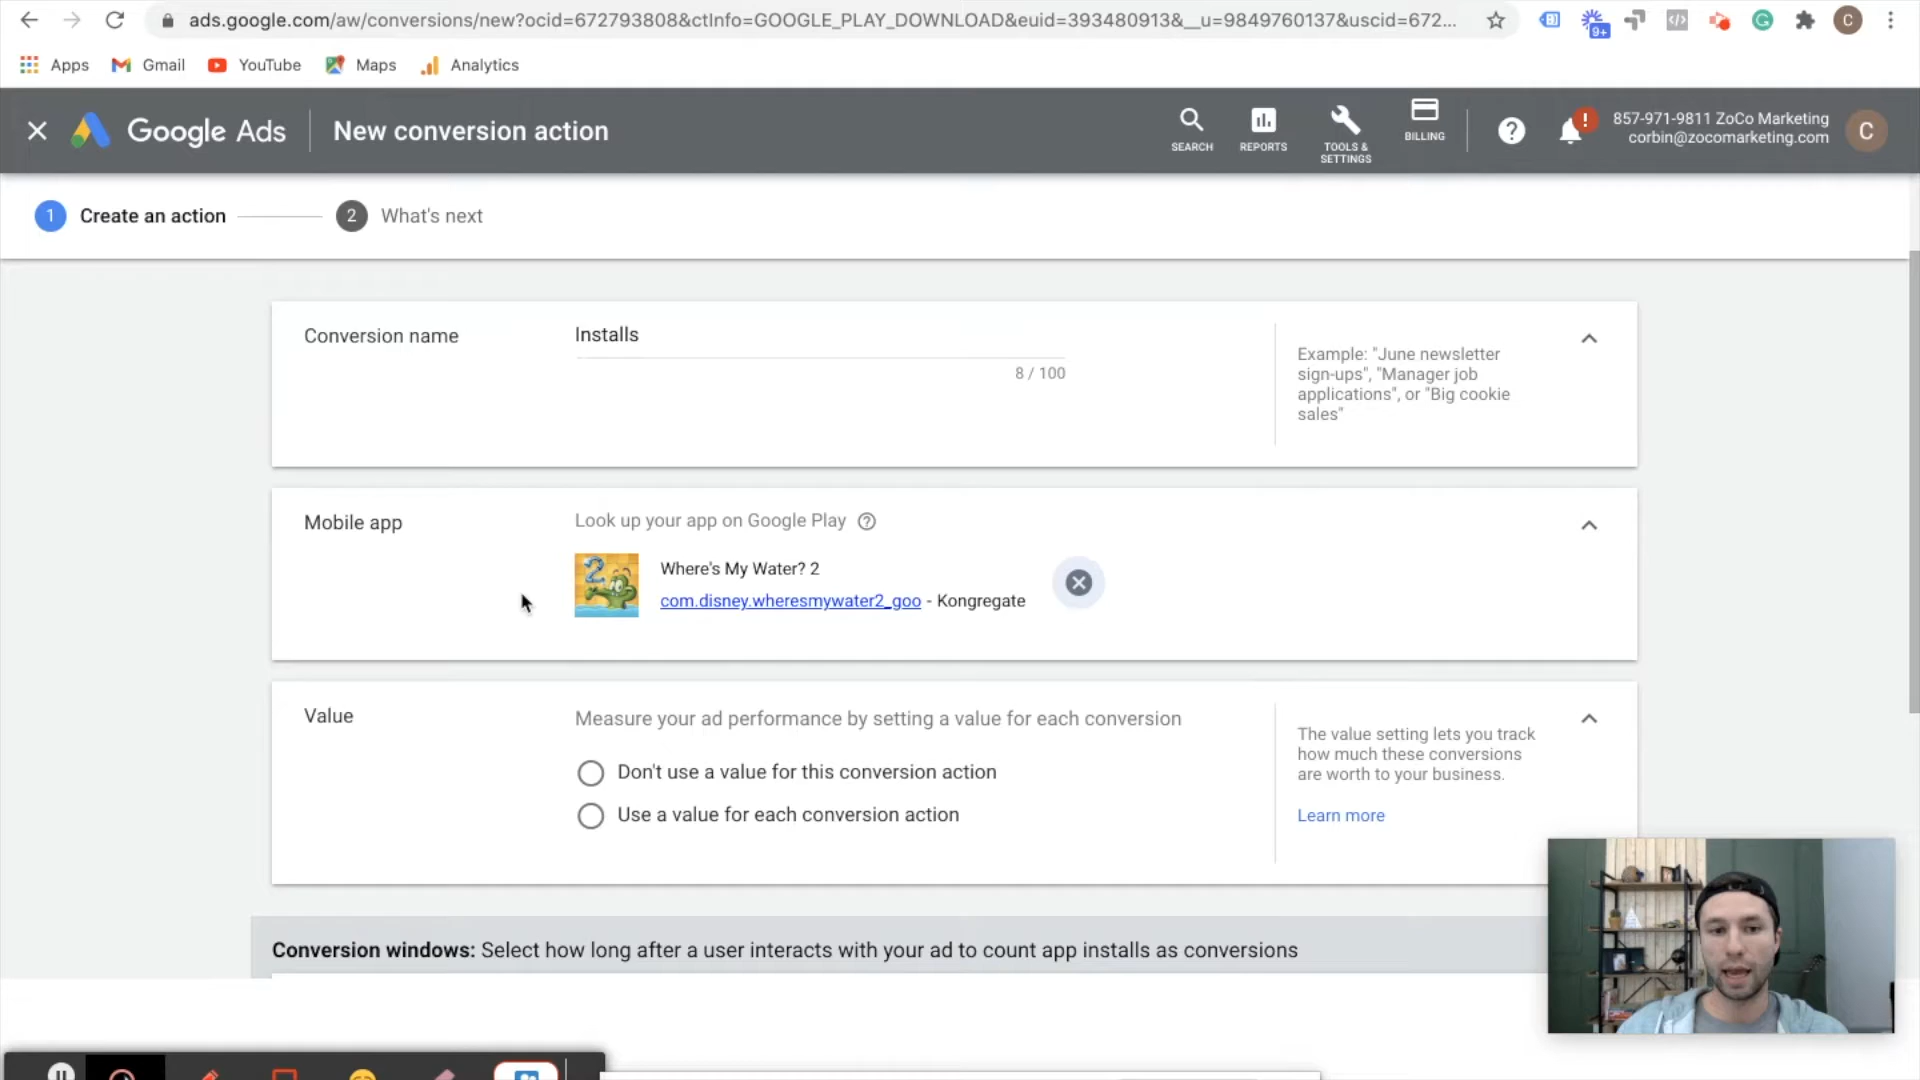 ads.google.com/aw/conversions/new?ocid=672793808&ctInfo=GOOGLE_PLAY_DOWNLOAD&euid=393480913&__u=9849760137&uscid=672...
9+
C
Apps
Gmail
YouTube
Maps
Analytics
Google Ads
New conversion action
SEARCH
REPORTS
TOOLS &
SETTINGS
BILLING
?
!
857-971-9811 ZoCo Marketing
corbin@zocomarketing.com
C
1 Create an action
2 What's next
Conversion name
Installs
8 / 100
Example: "June newsletter
sign-ups", "Manager job
applications", or "Big cookie
sales"
Mobile app
Look up your app on Google Play
2
Where's My Water? 2
com.disney.wheresmywater2_goo - Kongregate
Value
Measure your ad performance by setting a value for each conversion
Don't use a value for this conversion action
Use a value for each conversion action
The value setting lets you track
how much these conversions
are worth to your business.
Learn more
Conversion windows: Select how long after a user interacts with your ad to count app installs as conversions